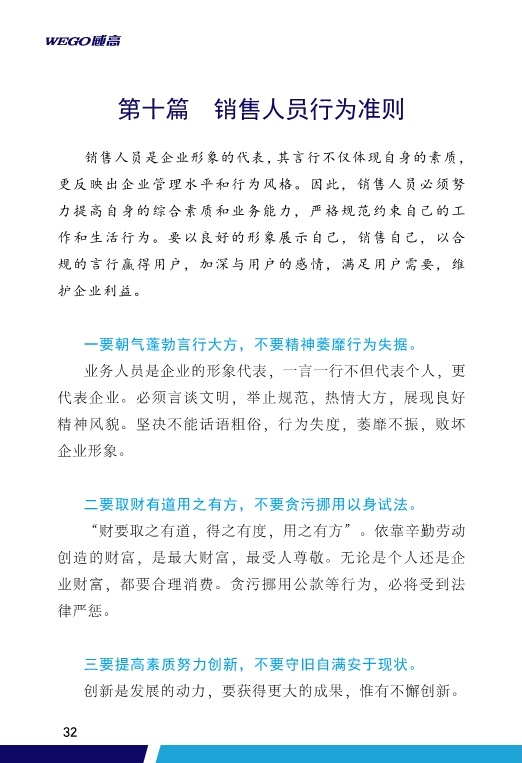 WEGO威高
第十篇 销售人员行为准则
销售人员是企业形象的代表，其言行不仅体现自身的素质，
更反映出企业管理水平和行为风格。因此，销售人员必须努
力提高自身的综合素质和业务能力，严格规范约束自己的工
作和生活行为。要以良好的形象展示自己，销售自己，以合
规的言行赢得用户，加深与用户的感情，满足用户需要，维
护企业利益。
一要朝气蓬勃言行大方，不要精神萎靡行为失据。
业务人员是企业的形象代表，一言一行不但代表个人，更
代表企业。必须言谈文明，举止规范，热情大方，展现良好
精神风貌。坚决不能话语粗俗，行为失度，萎靡不振，败坏
企业形象。
二要取财有道用之有方，不要贪污挪用以身试法。
“财要取之有道，得之有度，用之有方”。依靠辛勤劳动
创造的财富，是最大财富，最受人尊敬。无论是个人还是企
业财富，都要合理消费。贪污挪用公款等行为，必将受到法
律严惩。
三要提高素质努力创新，不要守旧自满安于现状。
创新是发展的动力，要获得更大的成果，惟有不懈创新。
32